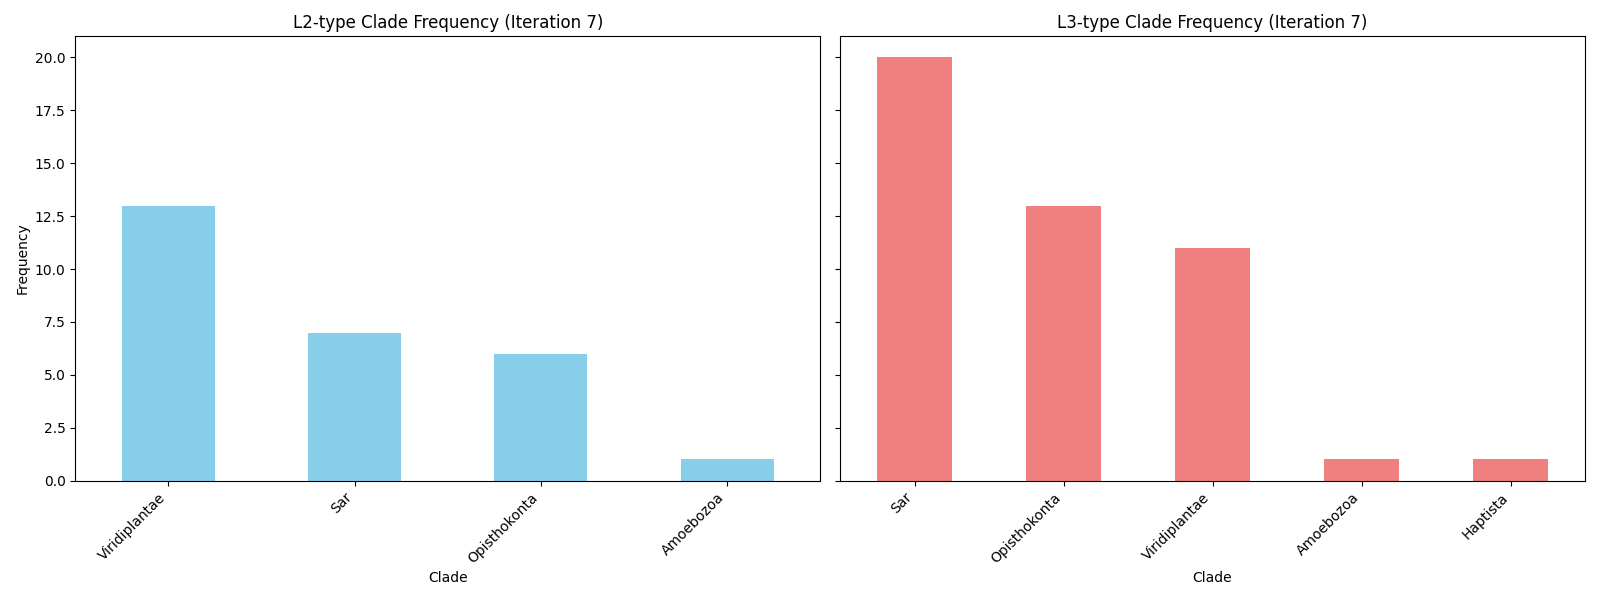 L2-type Clade Frequency (Iteration 7)
Frequency
20.0
17.5
15.0
12.5
10.0
7.5
5.0
2.5
0.0
Viridiplantae
Sar
Opisthokonta
Amoebozoa
Clade
L3-type Clade Frequency (Iteration 7)
Sar
Opisthokonta
Viridiplantae
Amoebozoa
Haptista
Clade